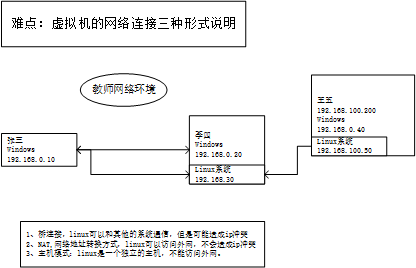 难点：虚拟机的网络连接三种形式说明
教师网络环境
张三
Windows
192.168.0.10
李四
Windows
192.168.0.20
Linux系统
192.168.30
王五
192.168.100.200
Windows
192.168.0.40
Linux系统
192.168.100.50
1、桥连接，linux可以和其他的系统通信，但是可能造成ip冲突
2、NAT,网络地址转换方式，linux可以访问外网，不会造成ip冲突
3、主机模式：linux是一个独立的主机，不能访问外网。